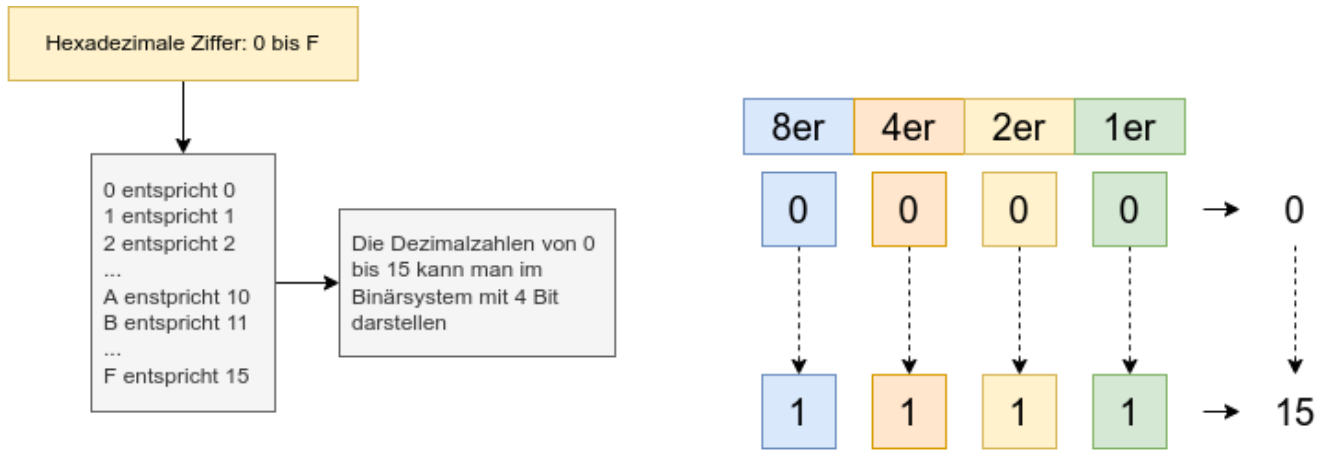 Hexadezimale Ziffer: 0 bis F
0 entspricht 0
1 entspricht 1
2 entspricht 2
...
A enstpricht 10
B entspricht 11
...
F entspricht 15
Die Dezimalzahlen von 0
bis 15 kann man im
Binärsystem mit 4 Bit
darstellen
8er 4er 2er 1er
0 0 0 0 0
1 1 1 1 15